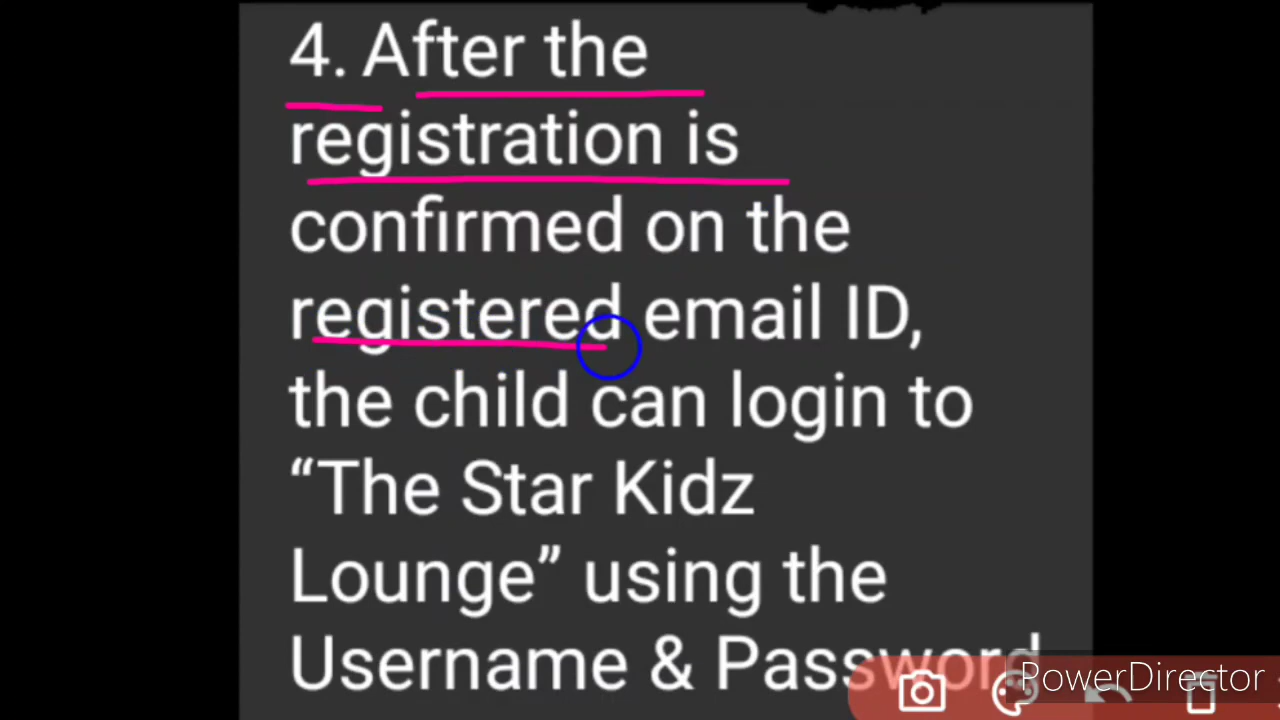 4. After the
registration is
confirmed on the
registered email ID,
the child can login to
“The Star Kidz
Lounge” using the
Username & Password
PowerDirector